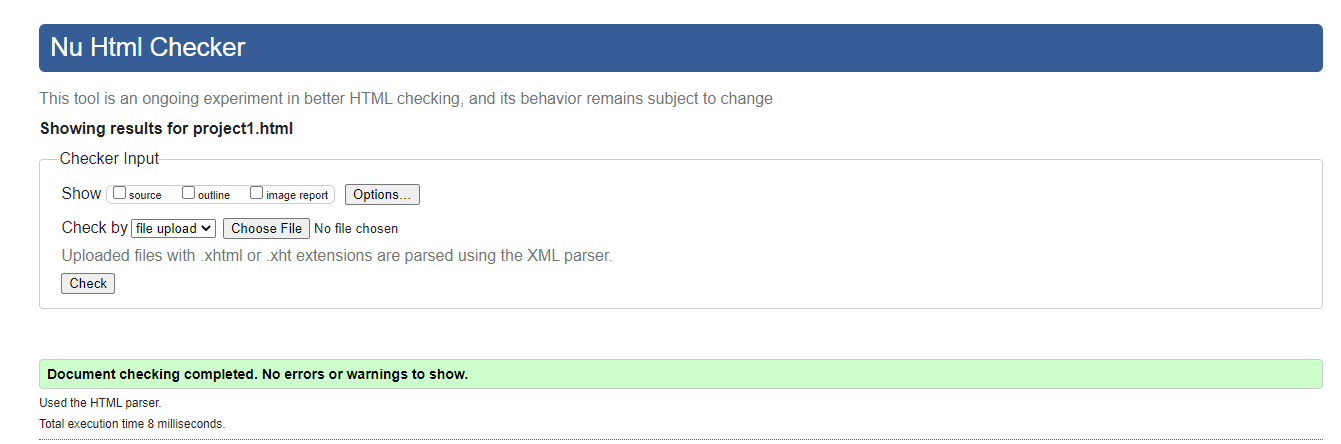 Nu Html Checker
This tool is an ongoing experiment in better HTML checking, and its behavior remains subject to change
Showing results for project1.html
Checker Input
Show source outline image report Options...
Check by file upload Choose File No file chosen
Uploaded files with .xhtml or .xht extensions are parsed using the XML parser.
Check
Document checking completed. No errors or warnings to show.
Used the HTML parser.
Total execution time 8 milliseconds.